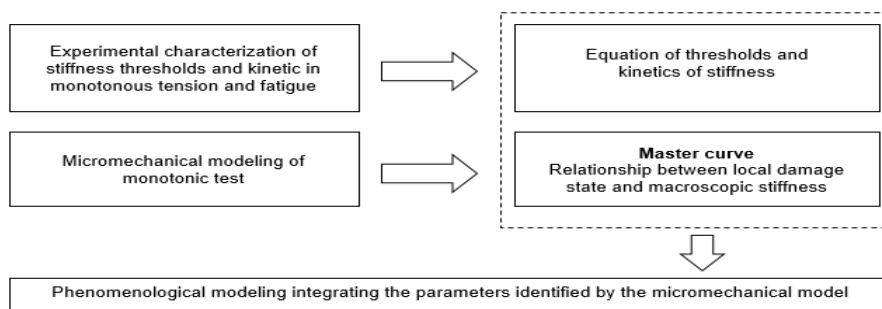 Experimental characterization of
stiffness thresholds and kinetic in
monotonous tension and fatigue
Equation of thresholds and
kinetics of stiffness
Micromechanical modeling of
monotonic test
Master curve
Relationship between local damage
state and macroscopic stiffness
Phenomenological modeling integrating the parameters identified by the micromechanical model